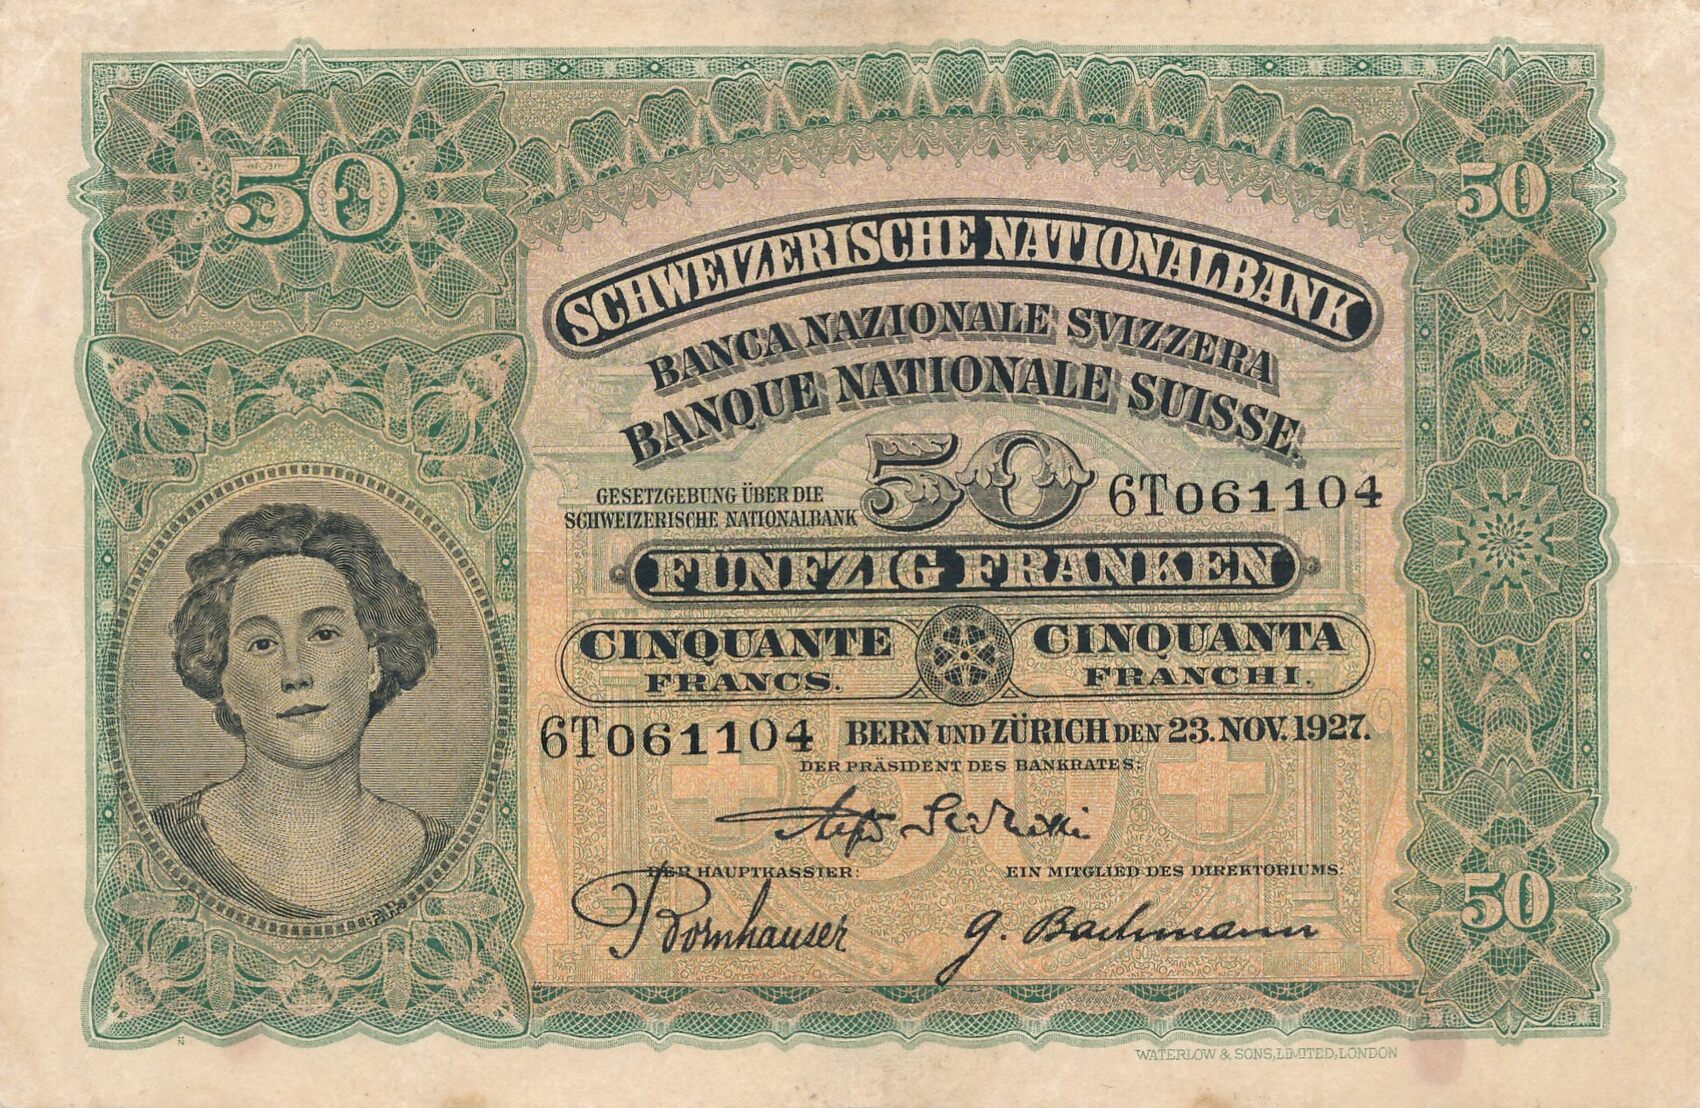 50
50
SCHWEIZERISCHE NATIONALBANK
BANCA NAZIONALE SVIZZERA
BANQUE NATIONALE SUISSE.
GESETZGEBUNG ÜBER DIE
SCHWEIZERISCHE NATIONALBANK
50
6T061104
FÜNFZIG FRANKEN
CINQUANTE
FRANCS.
CINQUANTA
FRANCHI.
6T061104
BERN UND ZÜRICH DEN 23. NOV. 1927.
DER PRÄSIDENT DES BANKRATES:
DER HAUPTKASSIER:
EIN MITGLIED DES DIREKTORIUMS:
Bornhauser
G. Bachmann
50
WATERLOW & SONS, LIMITED, LONDON